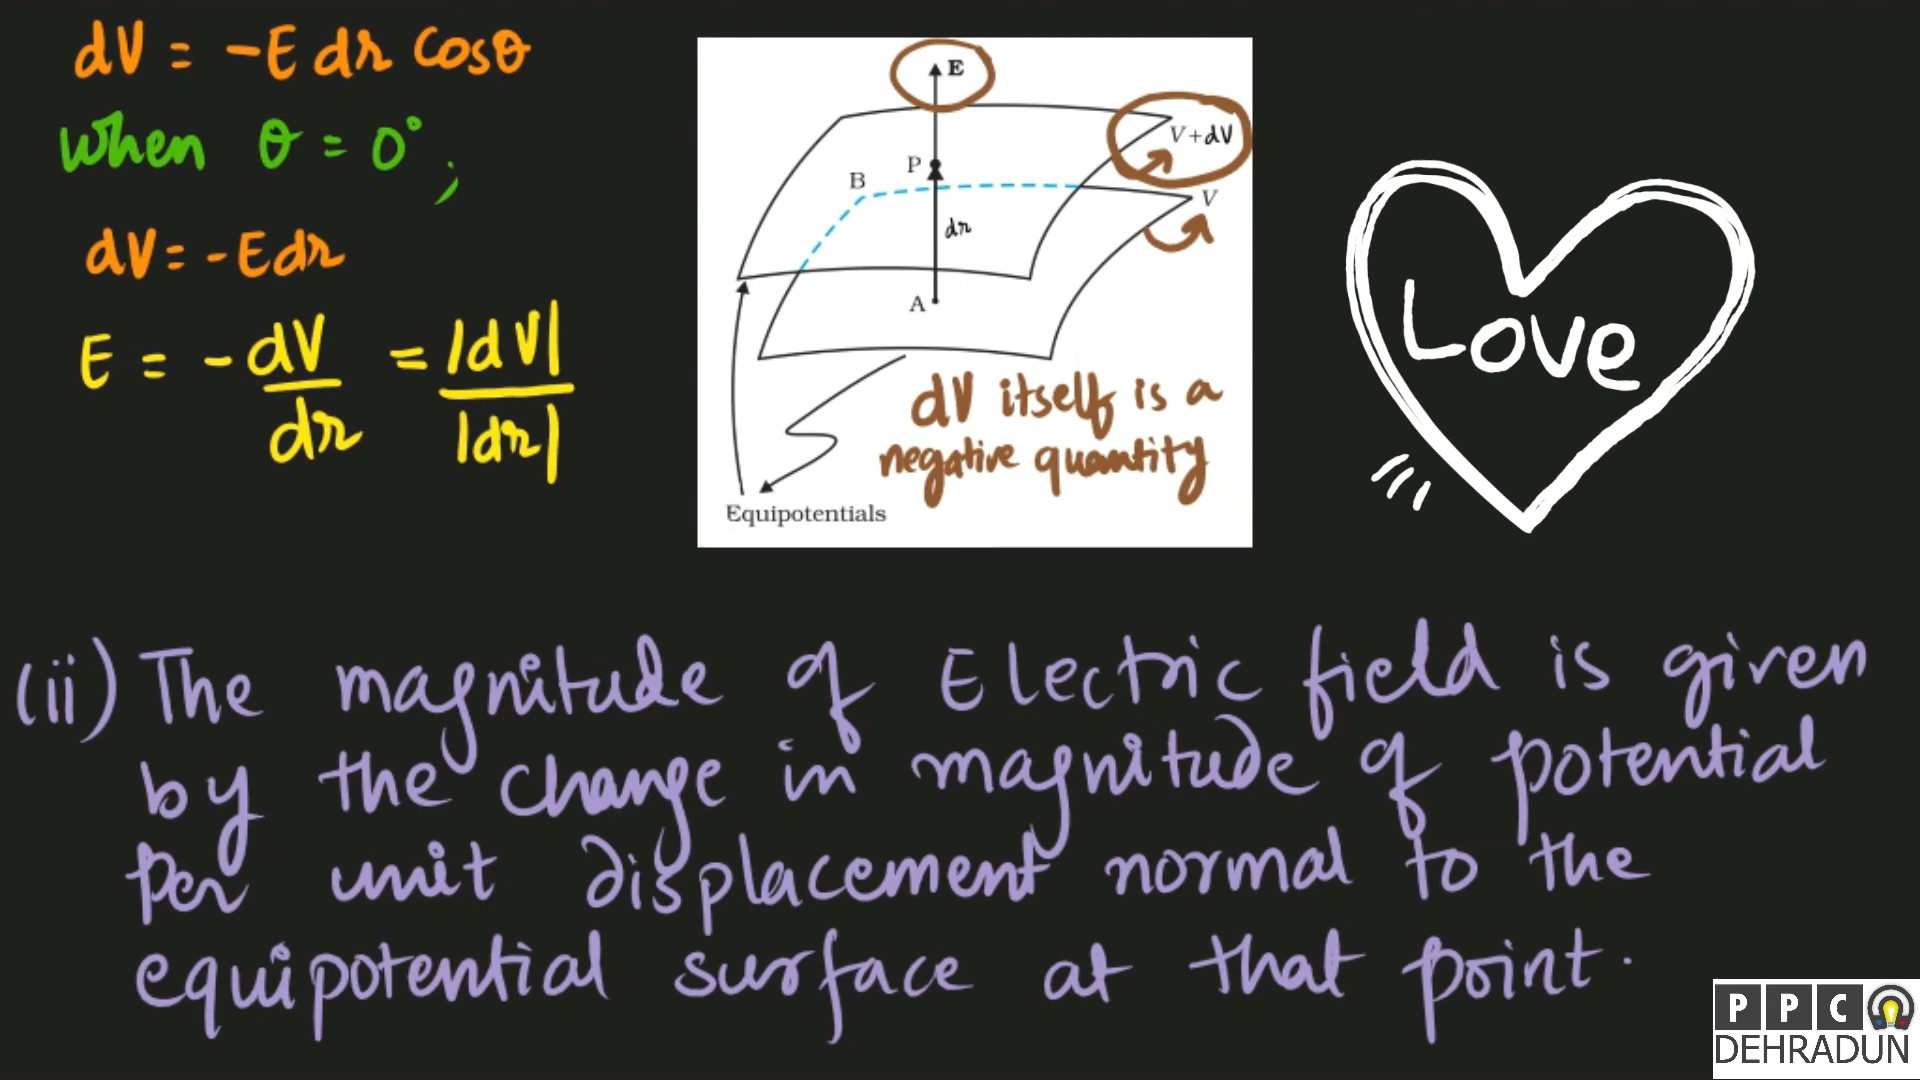 dV = -E dr cosθ
When θ = 0°;
dV = -Edr
E = -dV/dr = |dV|/|dr|
E
V+dV
P
B
V
dr
A
dV itself is a
negative quantity
Equipotentials
Love
(ii) The magnitude of Electric field is given
by the change in magnitude of potential
Per unit displacement normal to the
equipotential surface at that point.
PPC
DEHRADUN